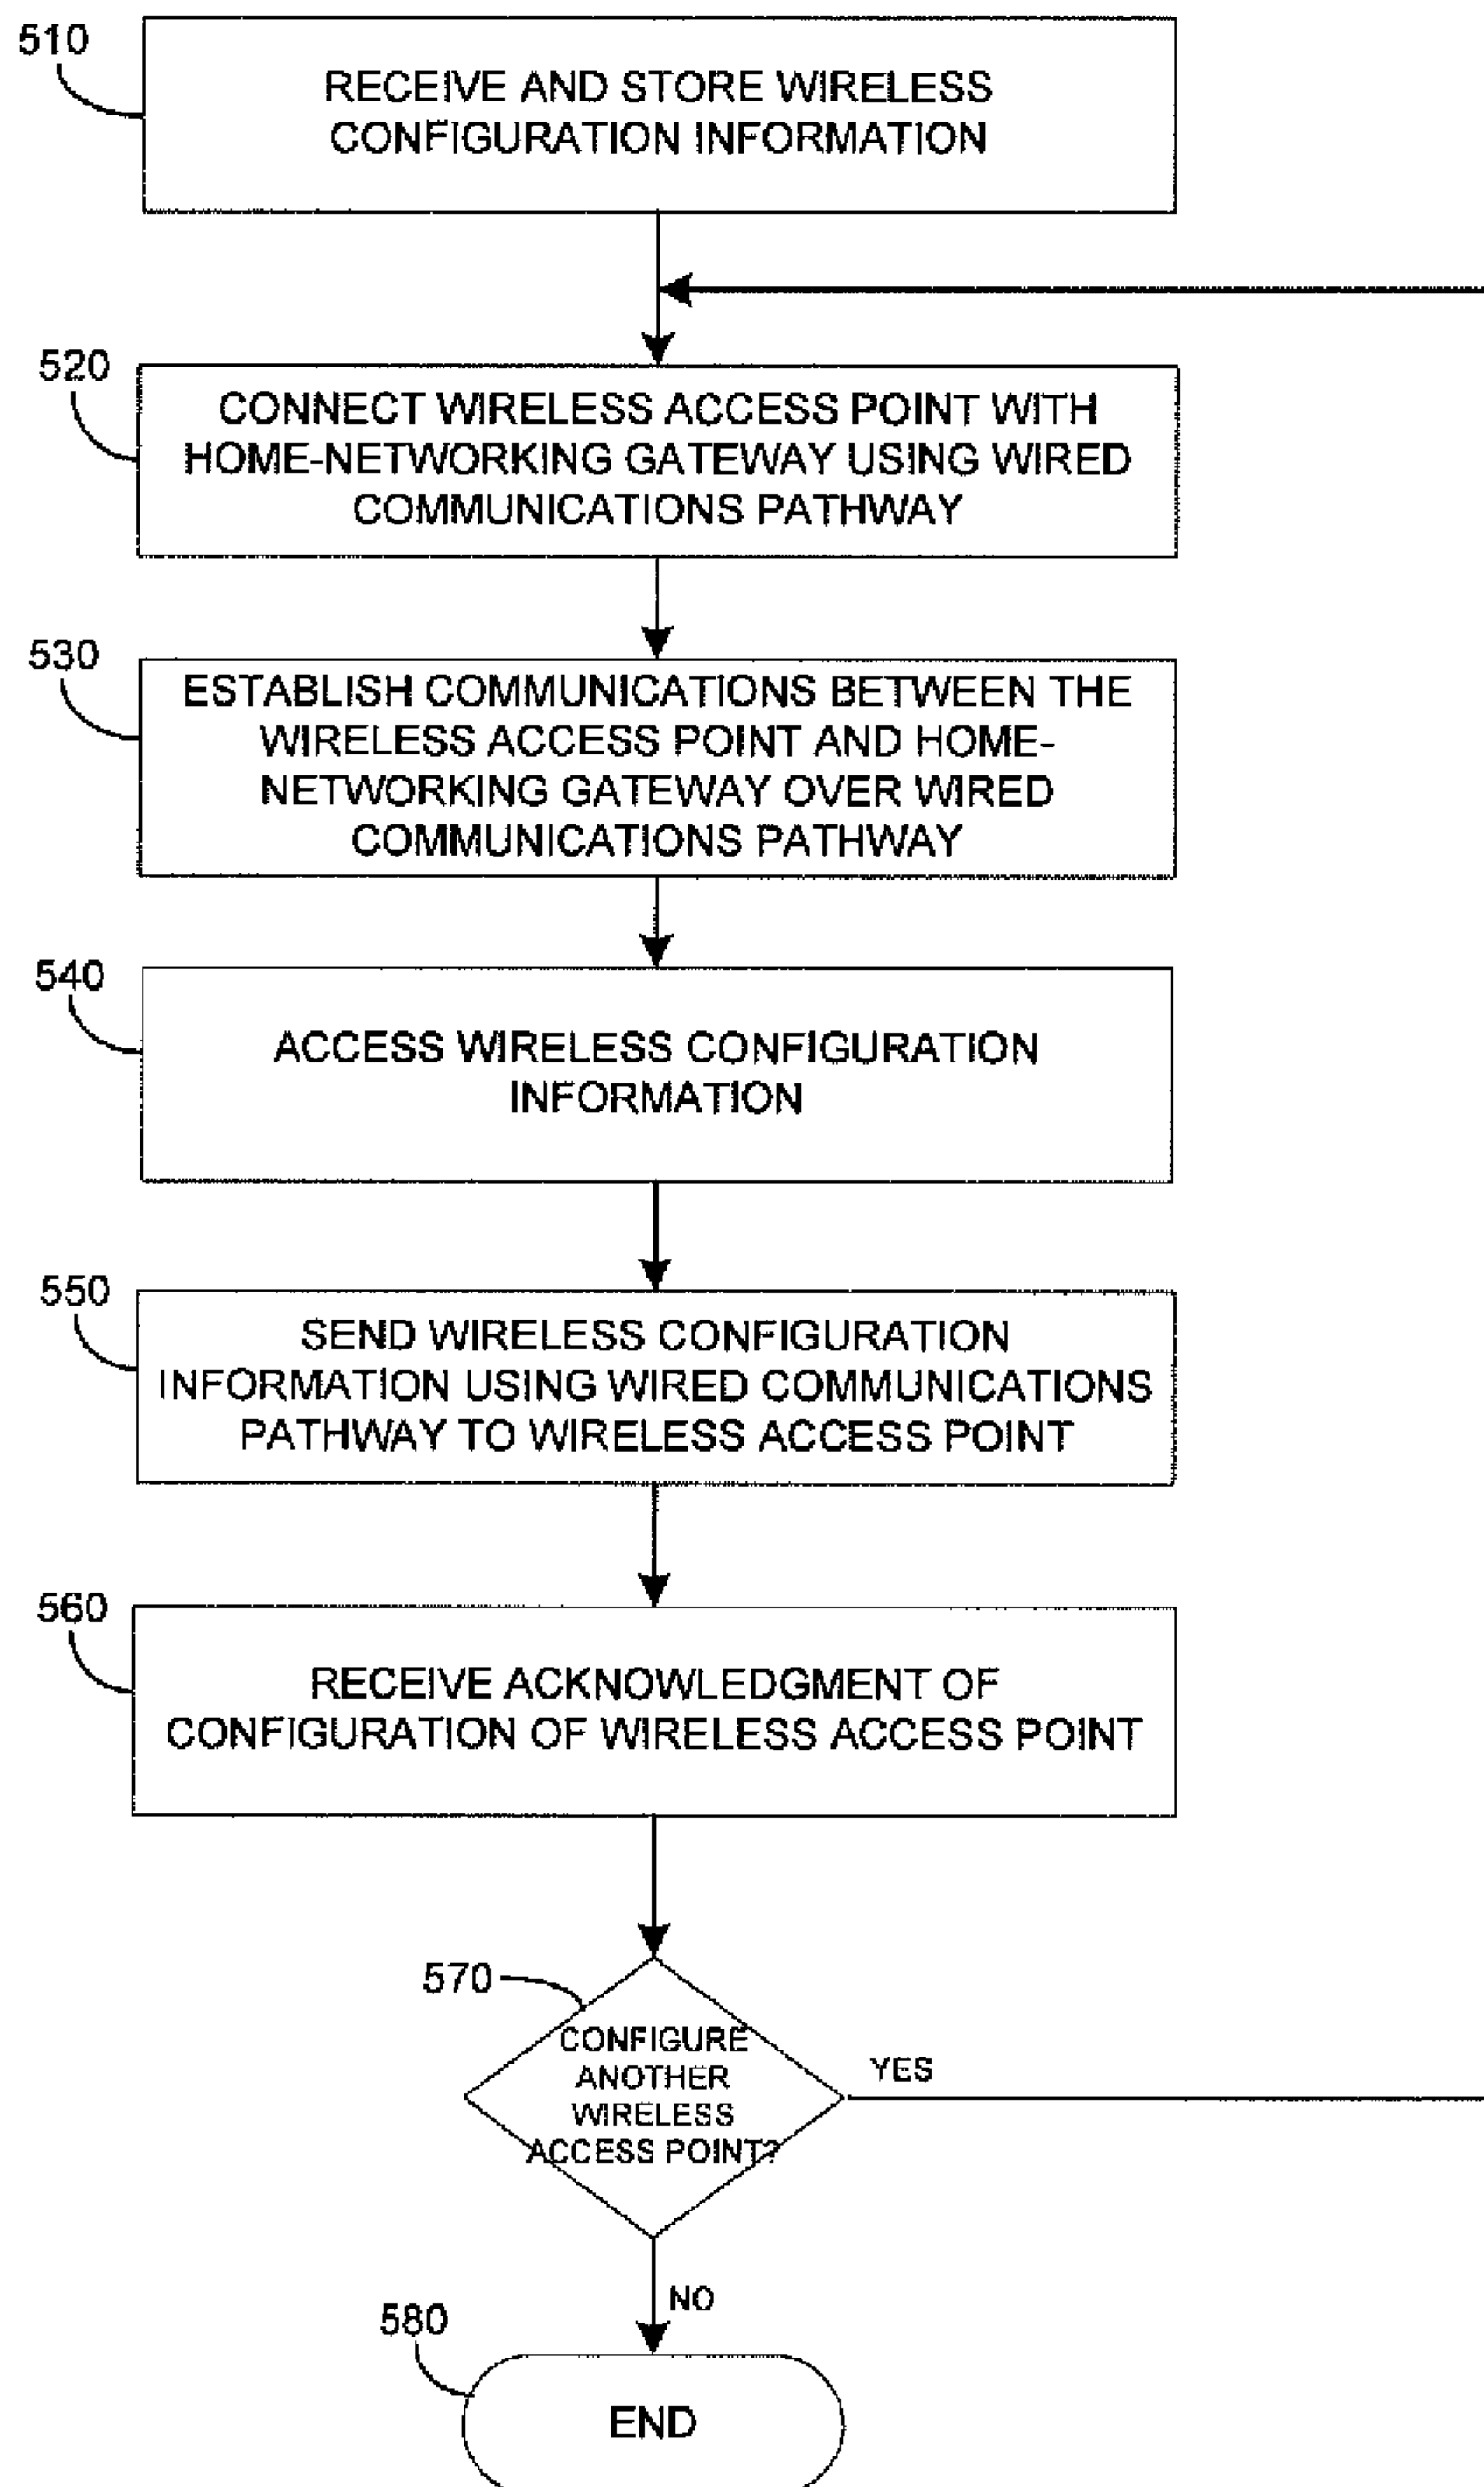 510
RECEIVE AND STORE WIRELESS
CONFIGURATION INFORMATION
520
CONNECT WIRELESS ACCESS POINT WITH
HOME-NETWORKING GATEWAY USING WIRED
COMMUNICATIONS PATHWAY
530
ESTABLISH COMMUNICATIONS BETWEEN THE
WIRELESS ACCESS POINT AND HOME-
NETWORKING GATEWAY OVER WIRED
COMMUNICATIONS PATHWAY
540
ACCESS WIRELESS CONFIGURATION
INFORMATION
550
SEND WIRELESS CONFIGURATION
INFORMATION USING WIRED COMMUNICATIONS
PATHWAY TO WIRELESS ACCESS POINT
560
RECEIVE ACKNOWLEDGMENT OF
CONFIGURATION OF WIRELESS ACCESS POINT
570
CONFIGURE
ANOTHER
WIRELESS
ACCESS POINT?
YES
NO
580
END